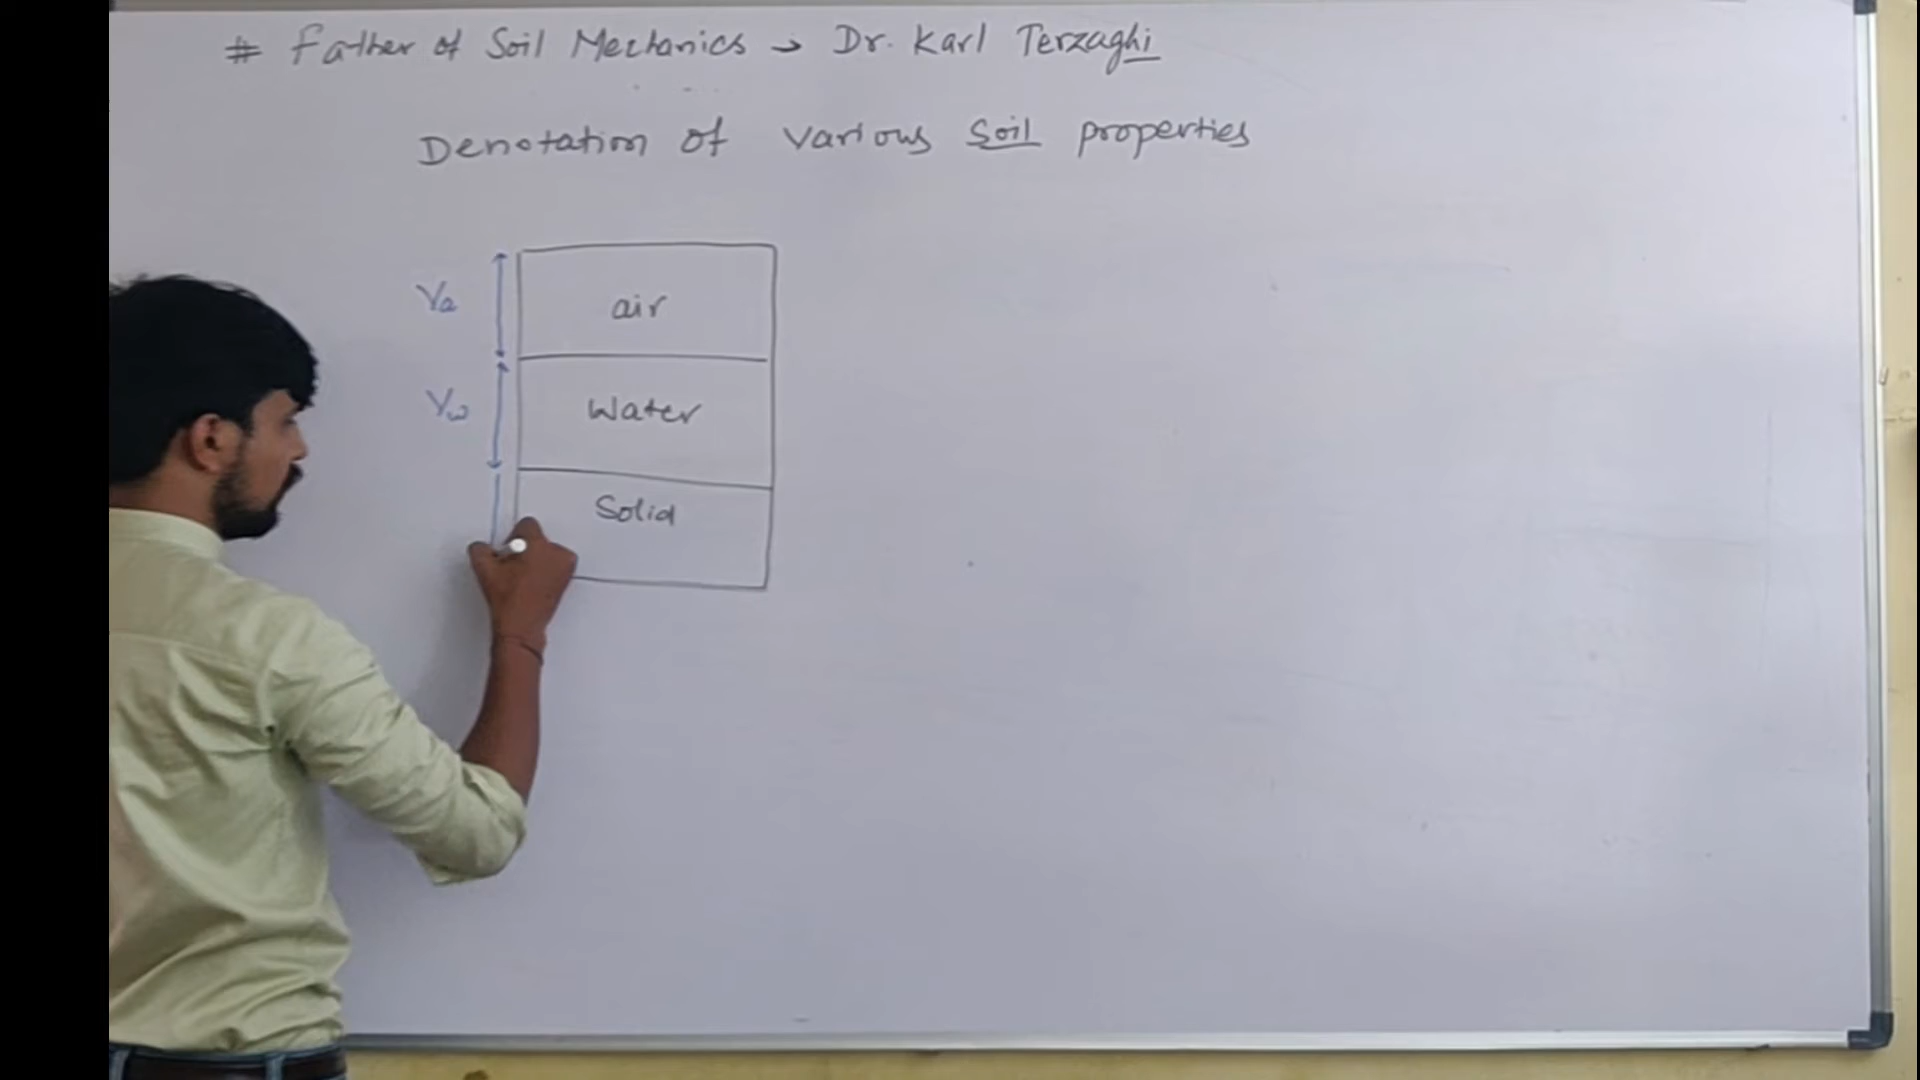 # Father of Soil Mechanics → Dr. Karl Terzaghi
Denotation of various soil properties
Va
air
Vw
Water
Solid